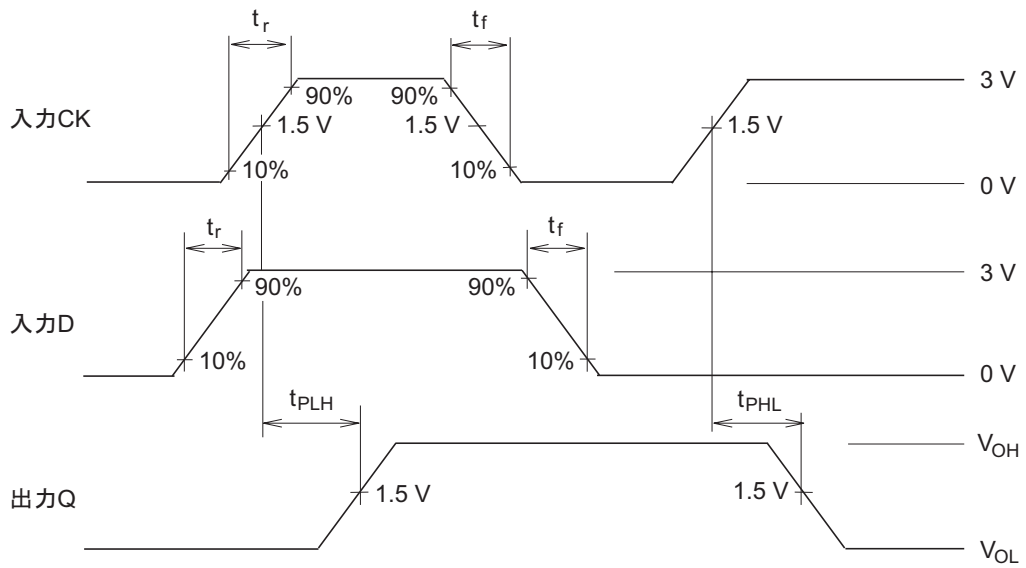 tr
tf
入力CK
90%
90%
3 V
1.5 V
1.5 V
1.5 V
10%
10%
0 V
tr
tf
入力D
90%
90%
3 V
10%
10%
0 V
tPLH
tPHL
VOH
出力Q
1.5 V
1.5 V
VOL